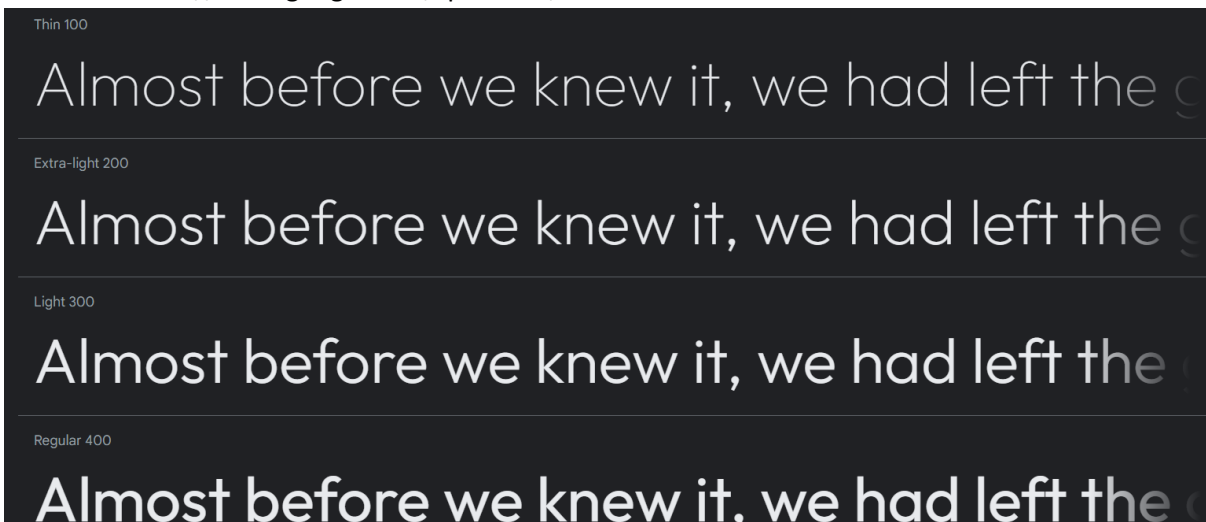 Thin 100
Almost before we knew it, we had left the g
Extra-light 200
Almost before we knew it, we had left the g
Light 300
Almost before we knew it, we had left the
Regular 400
Almost before we knew it, we had left the